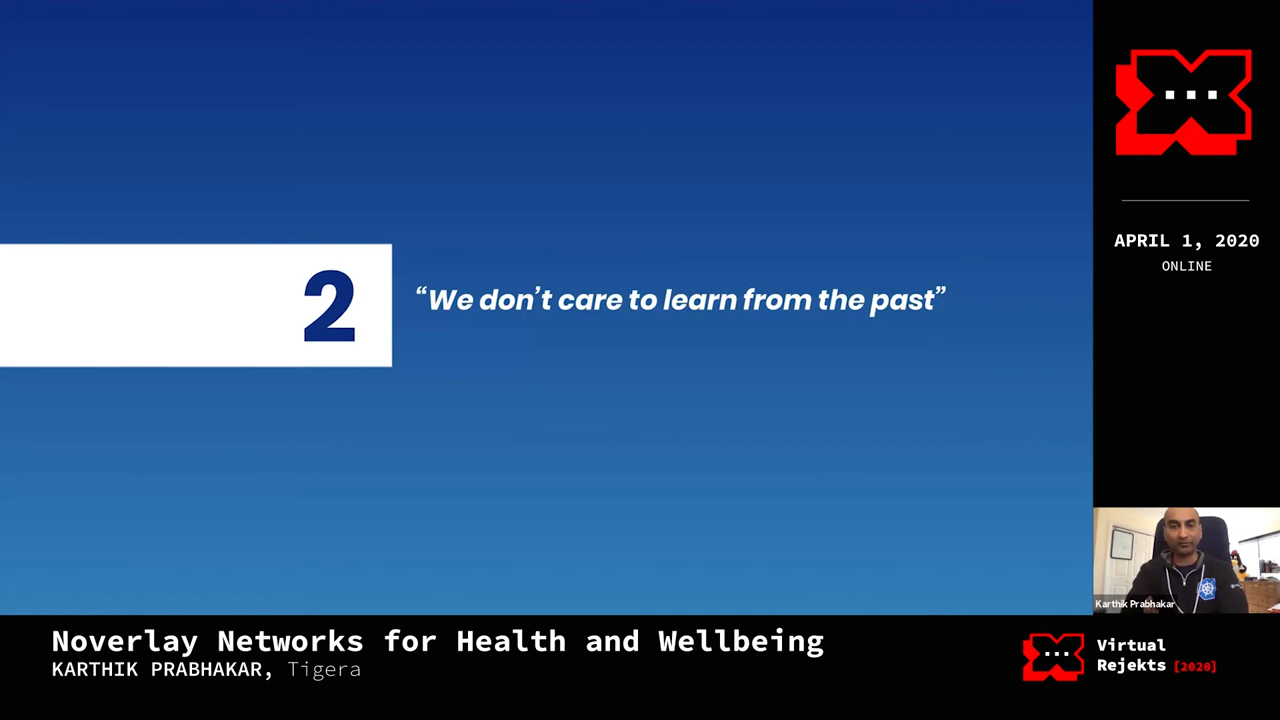 2
“We don’t care to learn from the past”
APRIL 1, 2020
ONLINE
Karthik Prabhakar
Noverlay Networks for Health and Wellbeing
KARTHIK PRABHAKAR, Tigera
Virtual
Rejekts [2020]